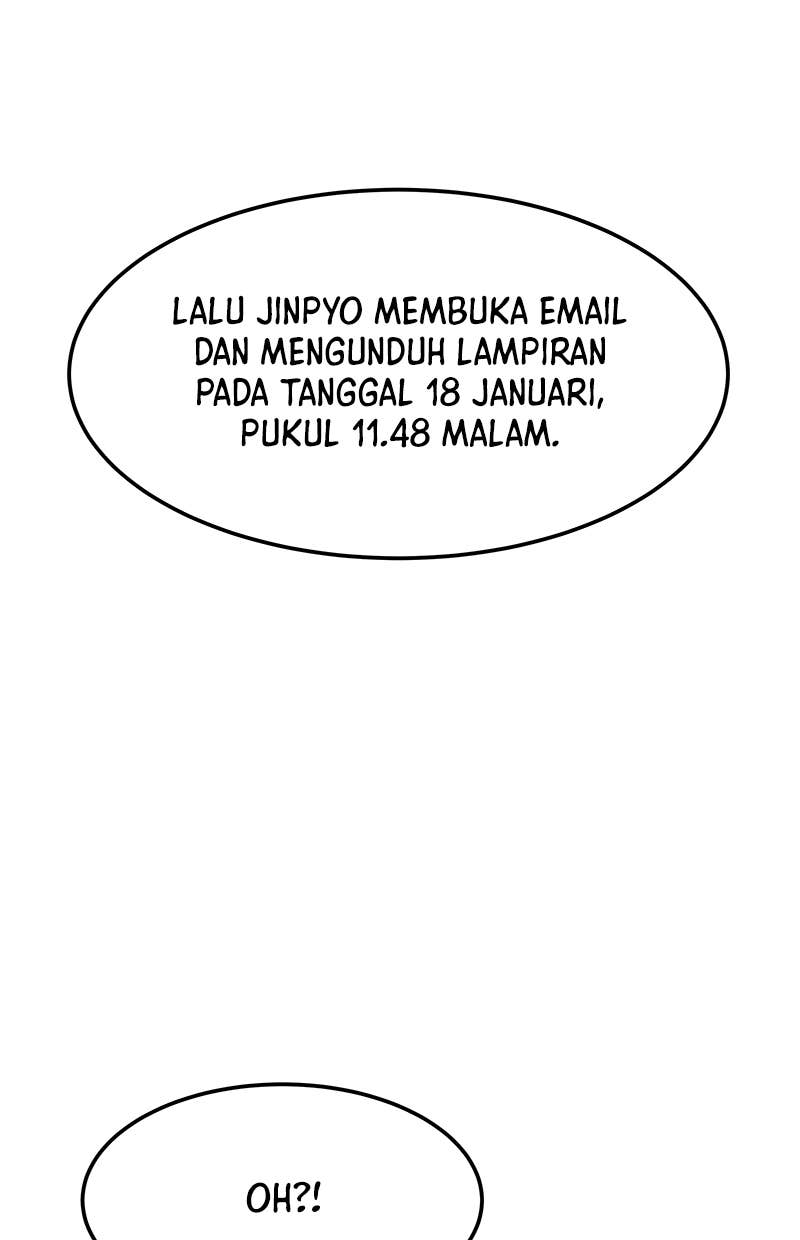 LALU JINPYO MEMBUKA EMAIL
DAN MENGUNDUH LAMPIRAN
PADA TANGGAL 18 JANUARI,
PUKUL 11.48 MALAM.
OH?!